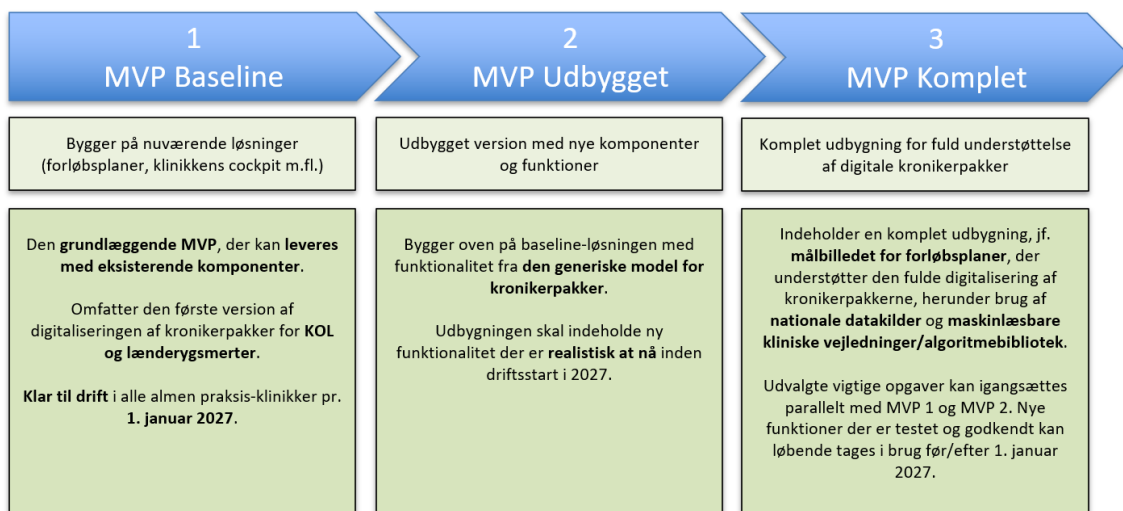 1
MVP Baseline
2
MVP Udbygget
3
MVP Komplet
Bygger på nuværende løsninger
(forløbsplaner, klinikkens cockpit m.fl.)
Udbygget version med nye komponenter
og funktioner
Komplet udbygning for fuld understøttelse
af digitale kronikerpakker
Den grundlæggende MVP, der kan leveres
med eksisterende komponenter.
Omfatter den første version af
digitaliseringen af kronikerpakker for KOL
og lænderygsmerter.
Klar til drift i alle almen praksis-klinikker pr.
1. januar 2027.
Bygger oven på baseline-løsningen med
funktionalitet fra den generiske model for
kronikerpakker.
Udbygningen skal indeholde ny
funktionalitet der er realistisk at nå inden
driftsstart i 2027.
Indeholder en komplet udbygning, jf.
målbilledet for forløbsplaner, der
understøtter den fulde digitalisering af
kronikerpakkerne, herunder brug af
nationale datakilder og maskinlæsbare
kliniske vejledninger/algoritmebibliotek.
Udvalgte vigtige opgaver kan igangsættes
parallelt med MVP 1 og MVP 2. Nye
funktioner der er testet og godkendt kan
løbende tages i brug før/efter 1. januar
2027.